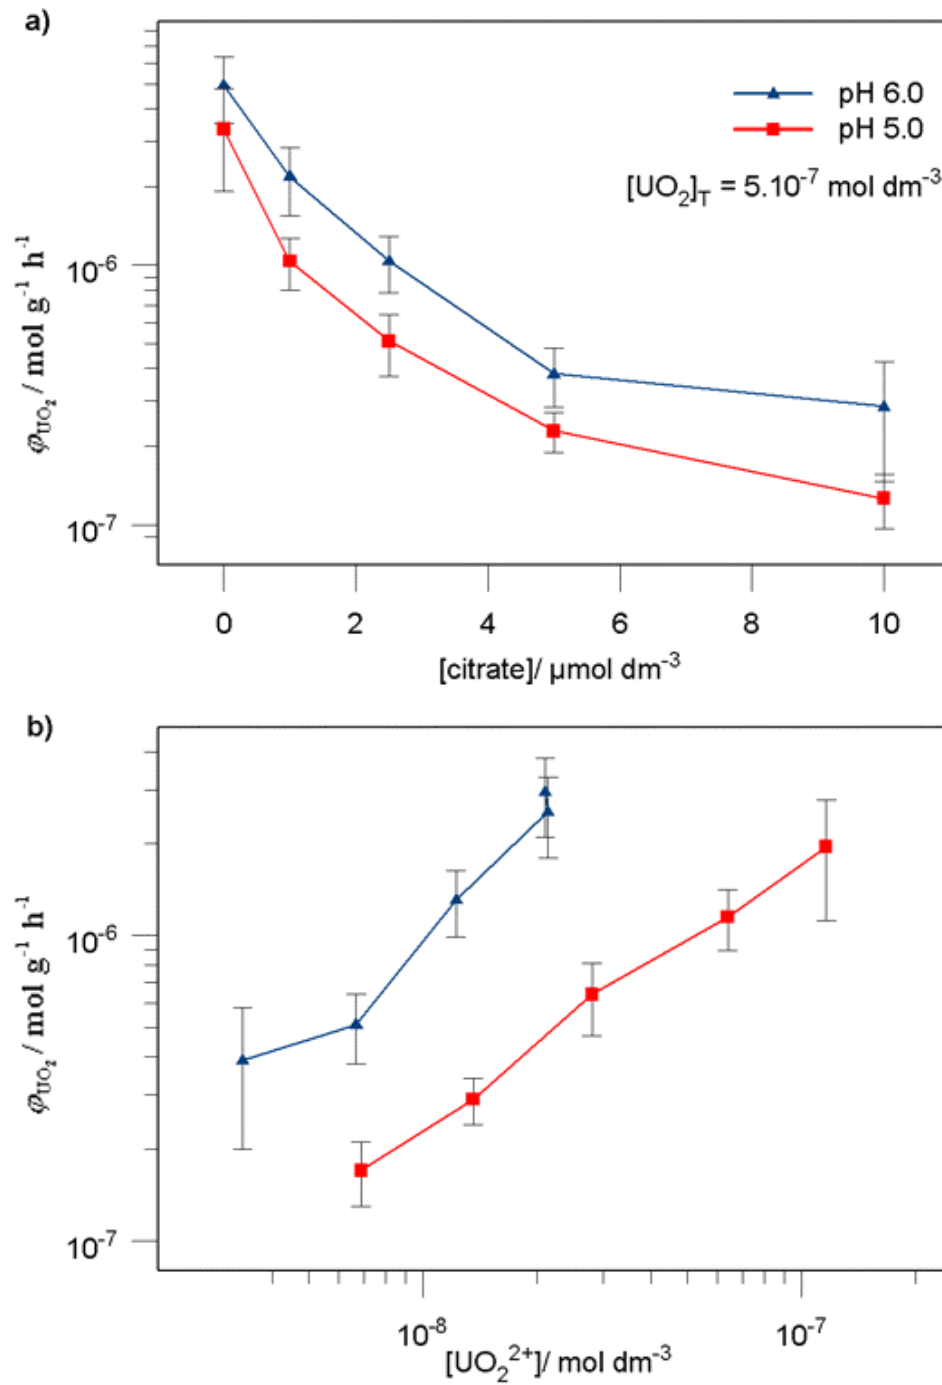 a)
pH 6.0
pH 5.0
[UO₂]T = 5.10⁻⁷ mol dm⁻³
φUO₂ / mol g⁻¹ h⁻¹
10⁻⁶
10⁻⁷
0 2 4 6 8 10
[citrate]/ µmol dm⁻³
b)
φUO₂ / mol g⁻¹ h⁻¹
10⁻⁶
10⁻⁷
10⁻⁸ 10⁻⁷
[UO₂²⁺]/ mol dm⁻³